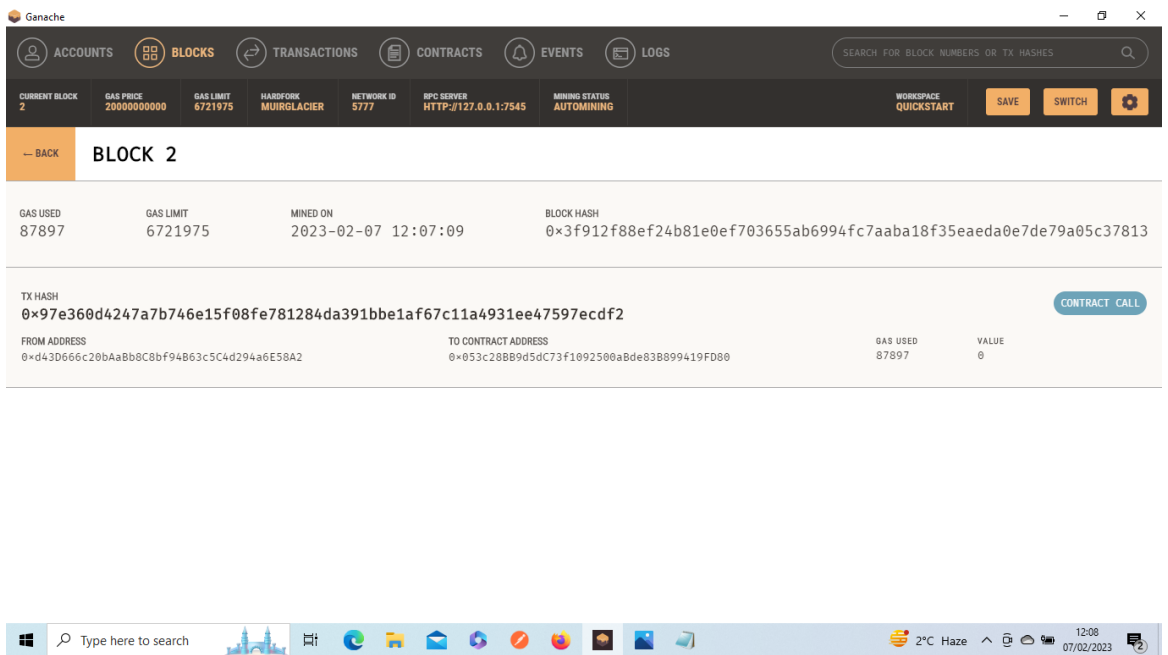 Ganache
ACCOUNTS BLOCKS TRANSACTIONS CONTRACTS EVENTS LOGS SEARCH FOR BLOCK NUMBERS OR TX HASHES
CURRENT BLOCK GAS PRICE GAS LIMIT HARDFORK NETWORK ID RPC SERVER MINING STATUS WORKSPACE
2 20000000000 6721975 MUIRGLACIER 5777 HTTP://127.0.0.1:7545 AUTOMINING QUICKSTART SAVE SWITCH
← BACK BLOCK 2
GAS USED GAS LIMIT MINED ON BLOCK HASH
87897 6721975 2023-02-07 12:07:09 0×3f912f88ef24b81e0ef703655ab6994fc7aaba18f35eaeda0e7de79a05c37813
TX HASH
0×97e360d4247a7b746e15f08fe781284da391bbe1af67c11a4931ee47597ecdf2 CONTRACT CALL
FROM ADDRESS TO CONTRACT ADDRESS GAS USED VALUE
0×d43D666c20bAaBb8C8bf94B63c5C4d294a6E58A2 0×053c28BB9d5dC73f1092500aBde83B899419FD80 87897 0
Type here to search 2°C Haze 12:08
07/02/2023 2